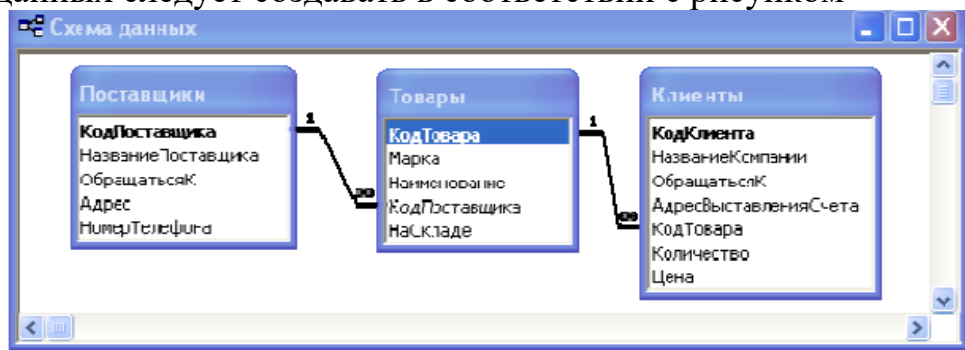 данных следует создавать в соответствии с рисунком
Схема данных
Поставщики
КодПоставщика
НазваниеПоставщика
ОбращатьсяК
Адрес
НомерТелефона
1
∞
Товары
КодТовара
Марка
Наименование
КодПоставщика
НаСкладе
1
∞
Клиенты
КодКлиента
НазваниеКомпании
ОбращатьсяК
АдресВыставленияСчета
КодТовара
Количество
Цена